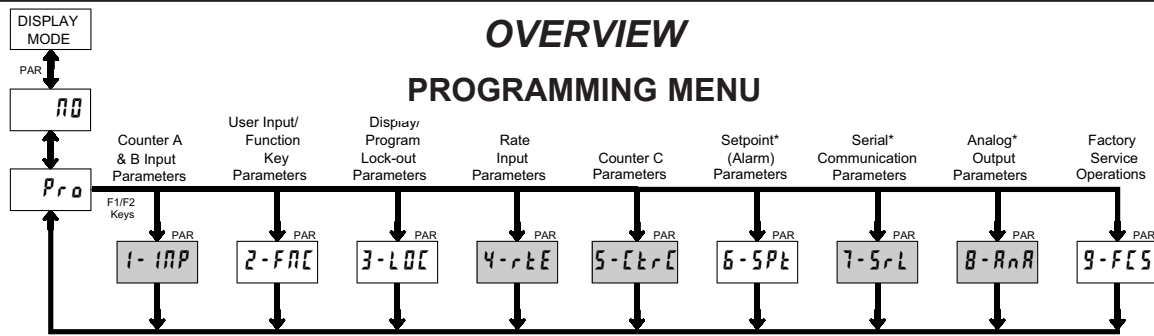 OVERVIEW
PROGRAMMING MENU
DISPLAY
MODE
PAR
NO
Pro
F1/F2
Keys
Counter A
& B Input
Parameters
User Input/
Function
Key
Parameters
Display/
Program
Lock-out
Parameters
Rate
Input
Parameters
Counter C
Parameters
Setpoint*
(Alarm)
Parameters
Serial*
Communication
Parameters
Analog*
Output
Parameters
Factory
Service
Operations
PAR
1-INP
PAR
2-FNC
PAR
3-LOC
PAR
4-rtE
PAR
5-CtrC
PAR
6-SPt
PAR
7-SrL
PAR
8-AnA
PAR
9-FCS